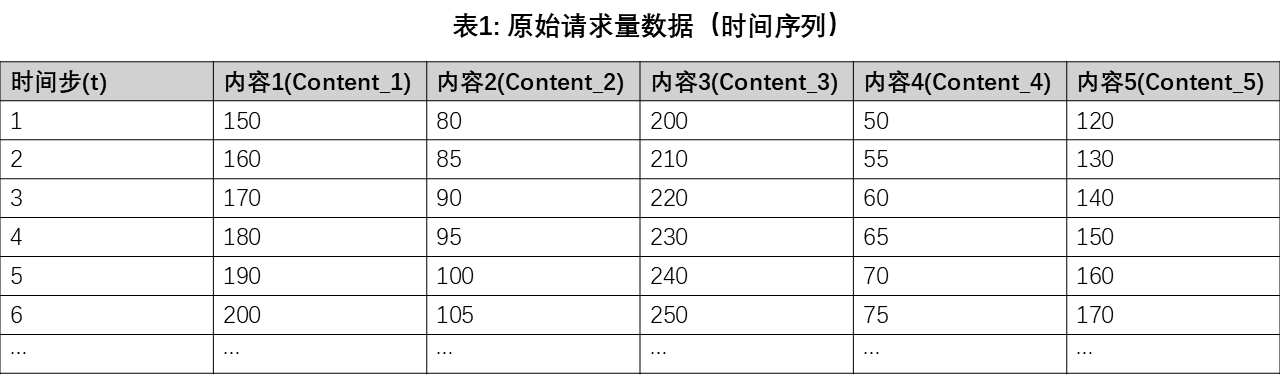 表1: 原始请求量数据（时间序列）
时间步(t) 内容1(Content_1) 内容2(Content_2) 内容3(Content_3) 内容4(Content_4) 内容5(Content_5)
1 150 80 200 50 120
2 160 85 210 55 130
3 170 90 220 60 140
4 180 95 230 65 150
5 190 100 240 70 160
6 200 105 250 75 170
... ... ... ... ... ...